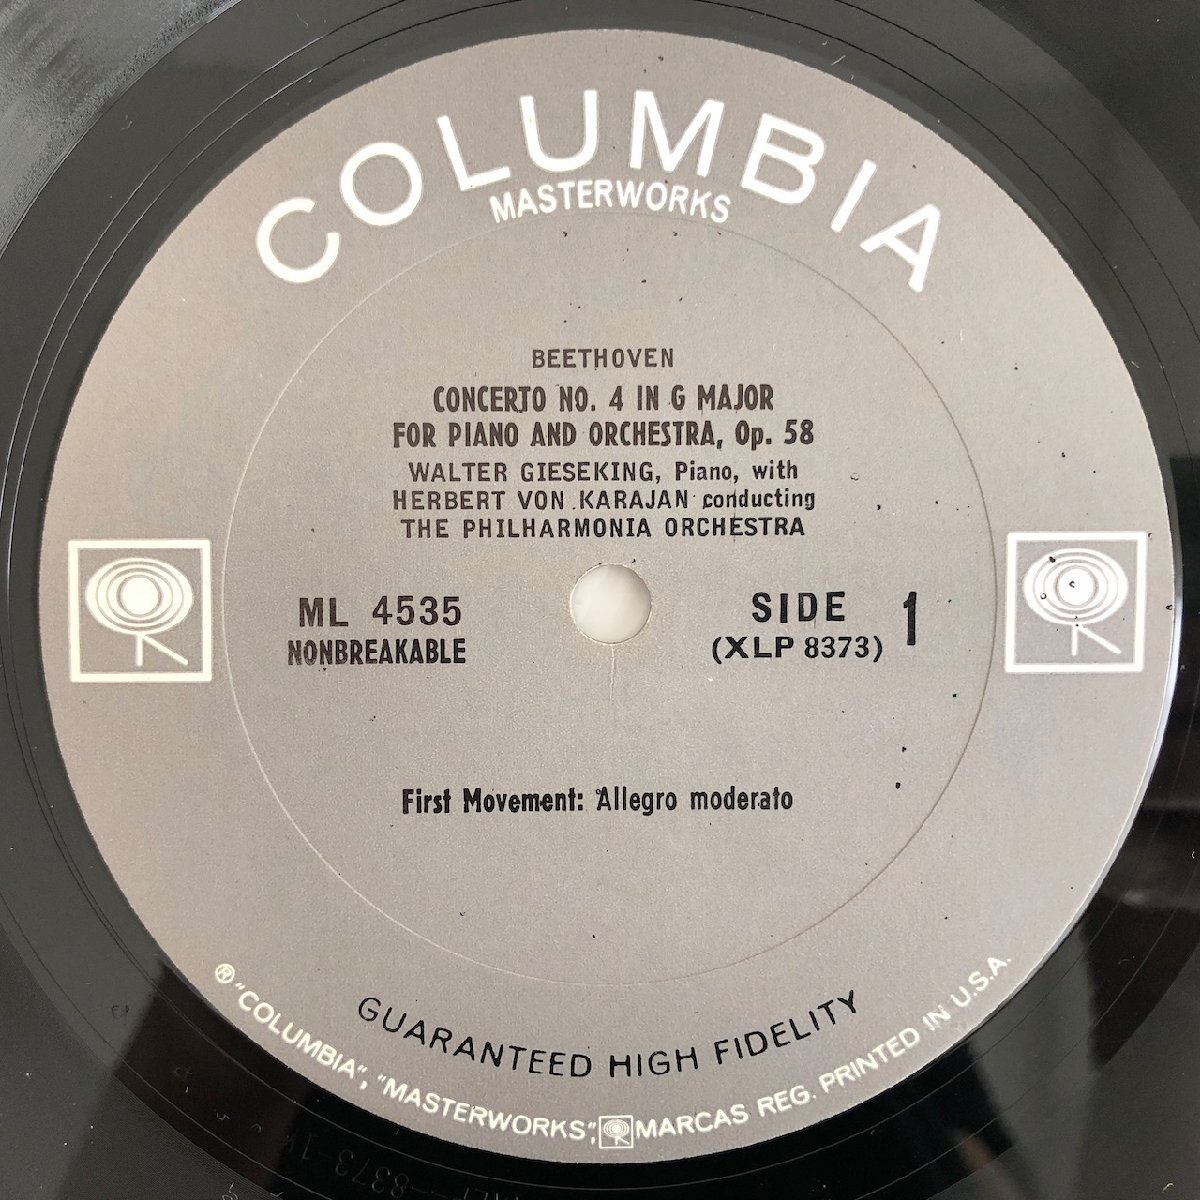 COLUMBIA
MASTERWORKS
BEETHOVEN
CONCERTO NO. 4 IN G MAJOR
FOR PIANO AND ORCHESTRA, Op. 58
WALTER GIESEKING, Piano, with
HERBERT VON KARAJAN conducting
THE PHILHARMONIA ORCHESTRA
ML 4535
NONBREAKABLE
SIDE 1
(XLP 8373)
First Movement: Allegro moderato
GUARANTEED HIGH FIDELITY
® "COLUMBIA", "MASTERWORKS", MARCAS REG. PRINTED IN U.S.A.